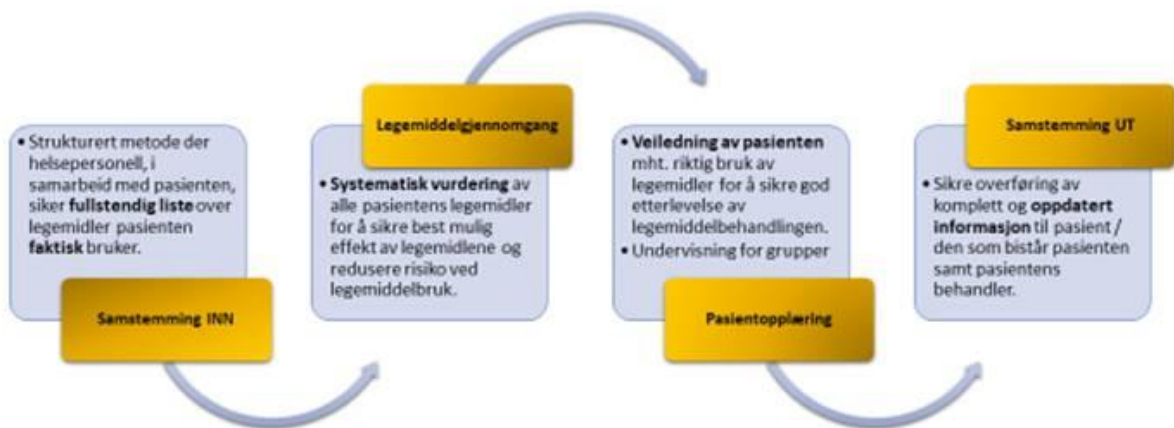 • Strukturert metode der
helsepersonell, i
samarbeid med pasienten,
siker fullstendig liste over
legemidler pasienten
faktisk bruker.
Samstemming INN
Legemiddelgjennomgang
• Systematisk vurdering av
alle pasientens legemidler
for å sikre best mulig
effekt av legemidlene og
redusere risiko ved
legemiddelbruk.
• Veiledning av pasienten
mht. riktig bruk av
legemidler for å sikre god
etterlevelse av
legemiddelbehandlingen.
• Undervisning for grupper
Pasientopplæring
Samstemming UT
• Sikre overføring av
komplett og oppdatert
informasjon til pasient /
den som bistår pasienten
samt pasientens
behandler.